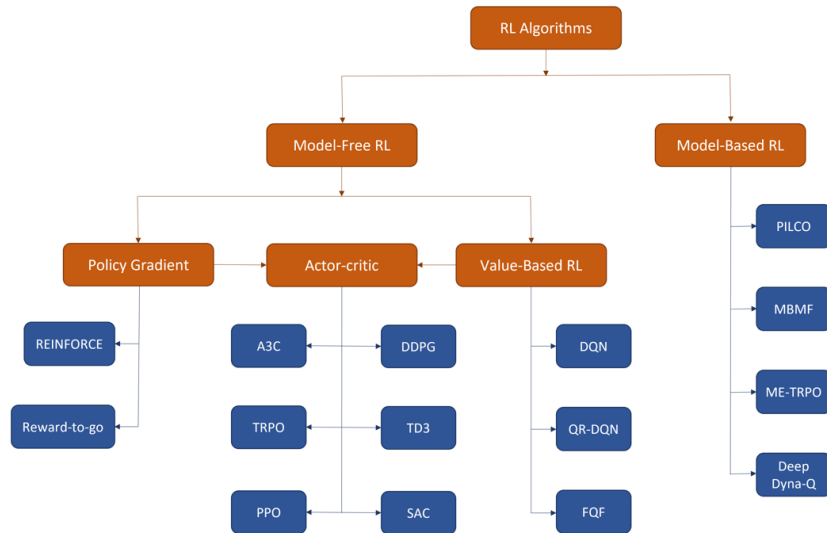 RL Algorithms
Model-Free RL
Model-Based RL
Policy Gradient
Actor-critic
Value-Based RL
PILCO
MBMF
ME-TRPO
Deep
Dyna-Q
REINFORCE
Reward-to-go
A3C
DDPG
TRPO
TD3
PPO
SAC
DQN
QR-DQN
FQF